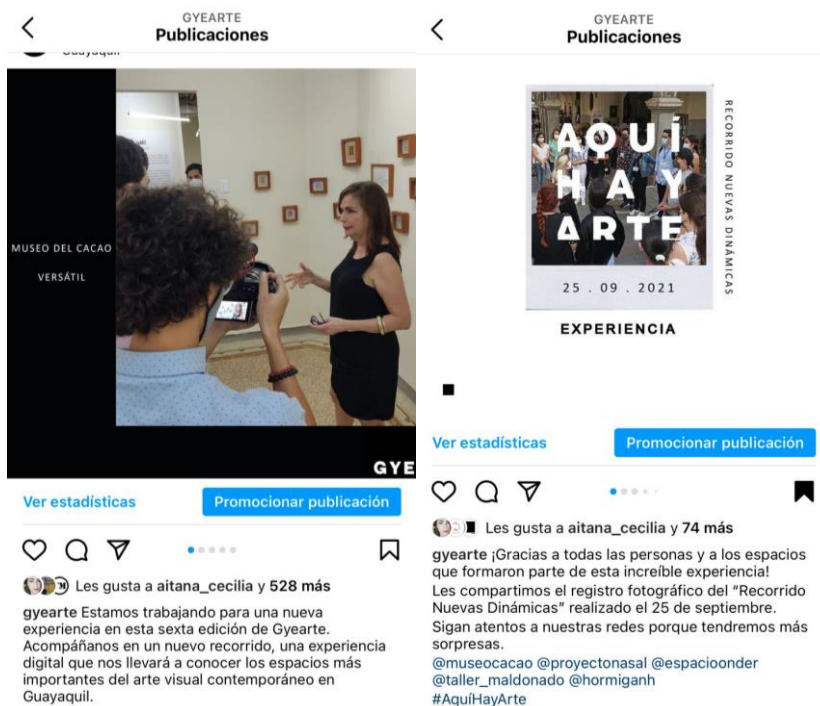 GYEARTE
Publicaciones
Guayaquil
MUSEO DEL CACAO
VERSÁTIL
GYE
Ver estadísticas
Promocionar publicación
Les gusta a aitana_cecilia y 528 más
gyearte Estamos trabajando para una nueva
experiencia en esta sexta edición de Gyearte.
Acompáñanos en un nuevo recorrido, una experiencia
digital que nos llevará a conocer los espacios más
importantes del arte visual contemporáneo en
Guayaquil.
GYEARTE
Publicaciones
AQUÍ
HAY
ARTE
RECORRIDO NUEVAS DINÁMICAS
25 . 09 . 2021
EXPERIENCIA
Ver estadísticas
Promocionar publicación
Les gusta a aitana_cecilia y 74 más
gyearte ¡Gracias a todas las personas y a los espacios
que formaron parte de esta increíble experiencia!
Les compartimos el registro fotográfico del “Recorrido
Nuevas Dinámicas” realizado el 25 de septiembre.
Sigan atentos a nuestras redes porque tendremos más
sorpresas.
@museocacao @proyectonasal @espacioonder
@taller_maldonado @hormiganh
#AquíHayArte